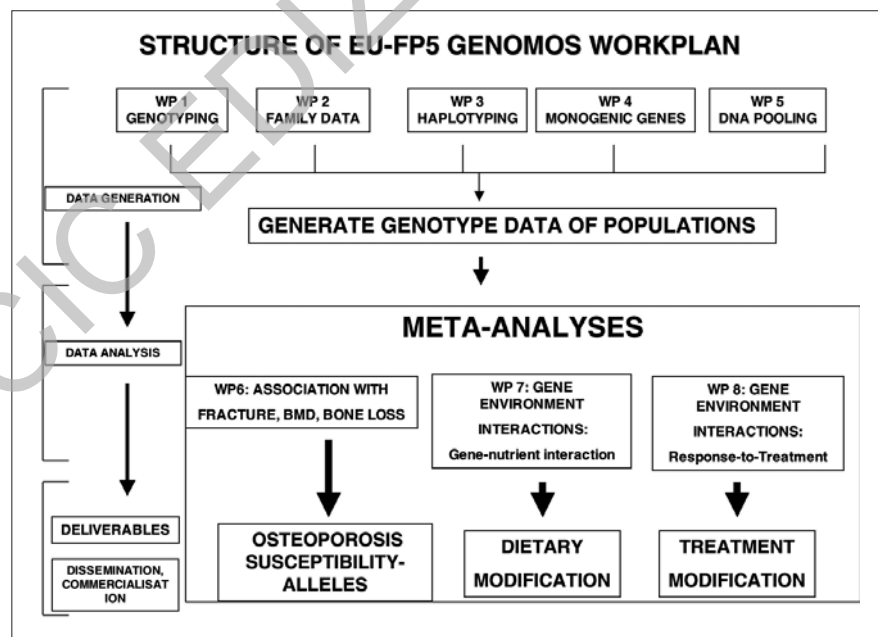 STRUCTURE OF EU-FP5 GENOMOS WORKPLAN
WP 1
GENOTYPING
WP 2
FAMILY DATA
WP 3
HAPLOTYPING
WP 4
MONOGENIC GENES
WP 5
DNA POOLING
DATA GENERATION
GENERATE GENOTYPE DATA OF POPULATIONS
META-ANALYSES
DATA ANALYSIS
WP6: ASSOCIATION WITH
FRACTURE, BMD, BONE LOSS
WP 7: GENE
ENVIRONMENT
INTERACTIONS:
Gene-nutrient interaction
WP 8: GENE
ENVIRONMENT
INTERACTIONS:
Response-to-Treatment
DELIVERABLES
DISSEMINATION,
COMMERCIALISAT
ION
OSTEOPOROSIS
SUSCEPTIBILITY-
ALLELES
DIETARY
MODIFICATION
TREATMENT
MODIFICATION
CIC EDIZ